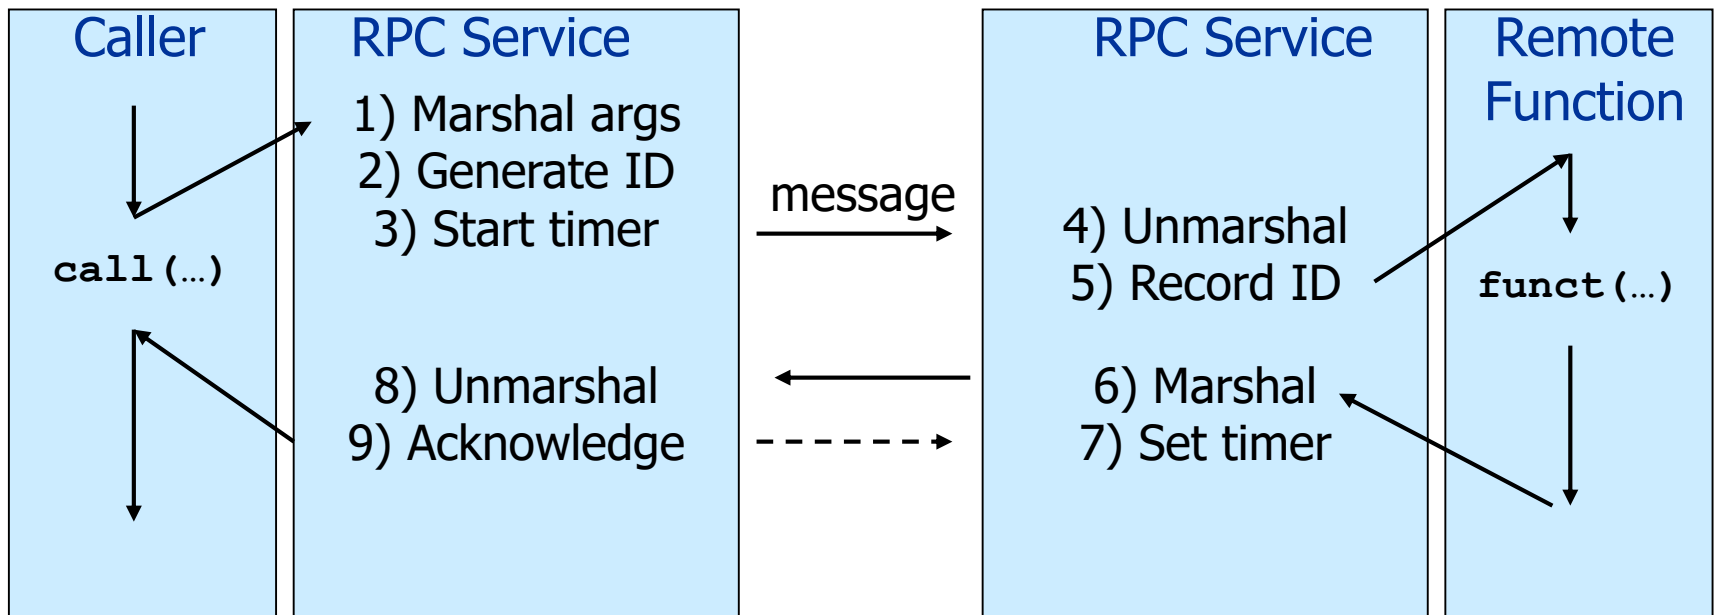 Caller
call(…)
RPC Service
1) Marshal args
2) Generate ID
3) Start timer
8) Unmarshal
9) Acknowledge
message
RPC Service
4) Unmarshal
5) Record ID
6) Marshal
7) Set timer
Remote
Function
funct(…)